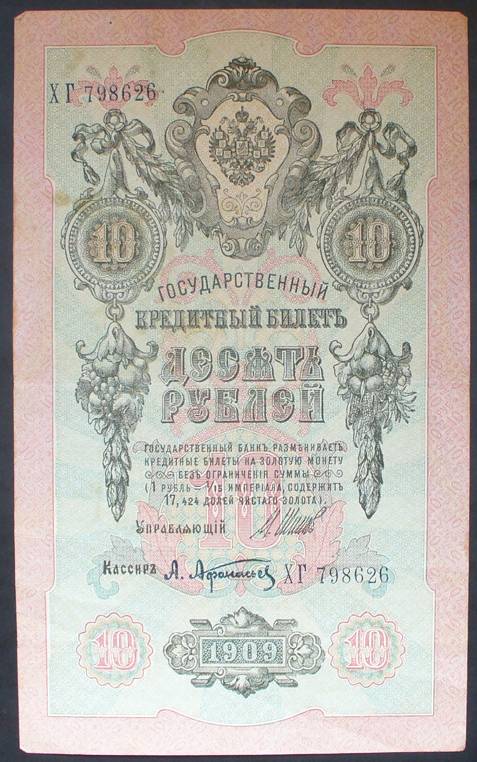 ХГ 798626
10 10
ГОСУДАРСТВЕННЫЙ
КРЕДИТНЫЙ БИЛЕТЪ
ДЕСЯТЬ
РУБЛЕЙ
ГОСУДАРСТВЕННЫЙ БАНКЪ РАЗМѢНИВАЕТЪ
КРЕДИТНЫЕ БИЛЕТЫ НА ЗОЛОТУЮ МОНЕТУ
БЕЗЪ ОГРАНИЧЕНІЯ СУММЫ
(1 РУБЛЬ = 1/15 ИМПЕРІАЛА, СОДЕРЖИТЪ
17,424 ДОЛЕЙ ЧИСТАГО ЗОЛОТА).
10
УПРАВЛЯЮЩІЙ
КАССИРЪ А. Афанасьев ХГ 798626
10 1909 10